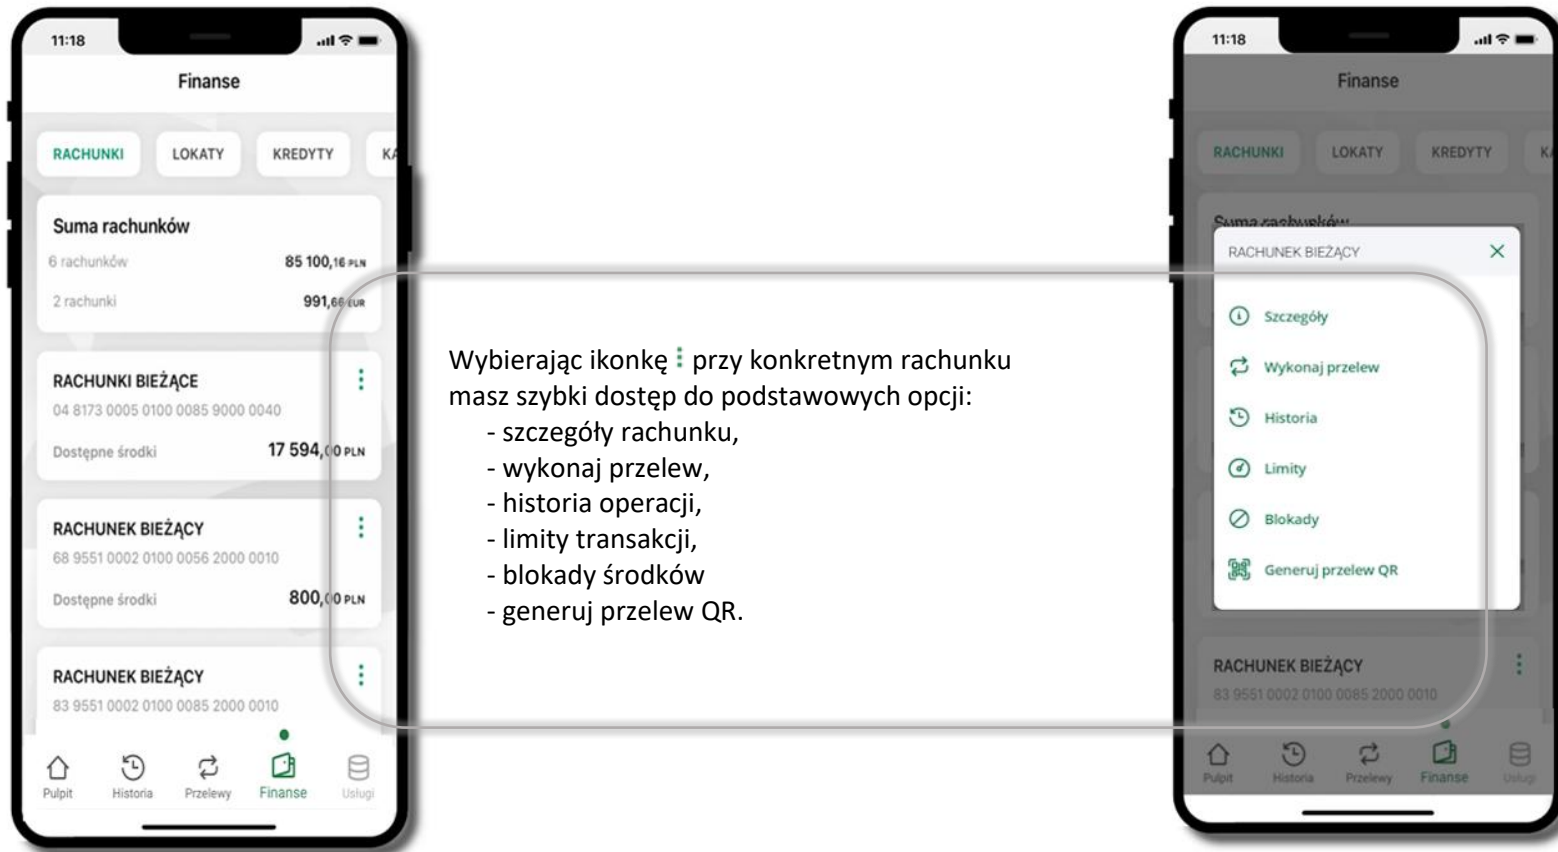 11:18
Finanse
RACHUNKI LOKATY KREDYTY
Suma rachunków
6 rachunków 85 100,16 PLN
2 rachunki 991,66 EUR
RACHUNKI BIEŻĄCE
04 8173 0005 0100 0085 9000 0040
Dostępne środki 17 594,00 PLN
RACHUNEK BIEŻĄCY
68 9551 0002 0100 0056 2000 0010
Dostępne środki 800,00 PLN
RACHUNEK BIEŻĄCY
83 9551 0002 0100 0085 2000 0010
Pulpit Historia Przelewy Finanse Usługi
Wybierając ikonkę przy konkretnym rachunku
masz szybki dostęp do podstawowych opcji:
- szczegóły rachunku,
- wykonaj przelew,
- historia operacji,
- limity transakcji,
- blokady środków
- generuj przelew QR.
11:18
Finanse
RACHUNKI LOKATY KREDYTY
Suma rachunków
RACHUNEK BIEŻĄCY
Szczegóły
Wykonaj przelew
Historia
Limity
Blokady
Generuj przelew QR
RACHUNEK BIEŻĄCY
83 9551 0002 0100 0085 2000 0010
Pulpit Historia Przelewy Finanse Usługi